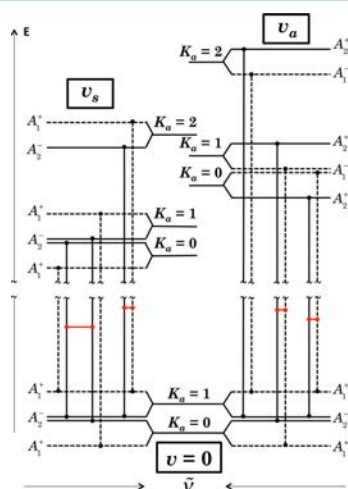 E
K_a = 2
A_2^+
v_s
v_a
A_1^-
A_1^+
K_a = 2
A_2^-
K_a = 1
A_2^+
A_1^-
K_a = 0
A_2^+
A_1^+
K_a = 1
A_2^-
K_a = 0
A_1^+
A_1^+
K_a = 1
A_1^+
A_2^-
K_a = 0
A_2^-
A_1^+
A_1^+
v = 0
ṽ